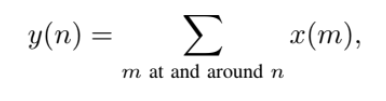 y(n) = ∑ x(m),
m at and around n